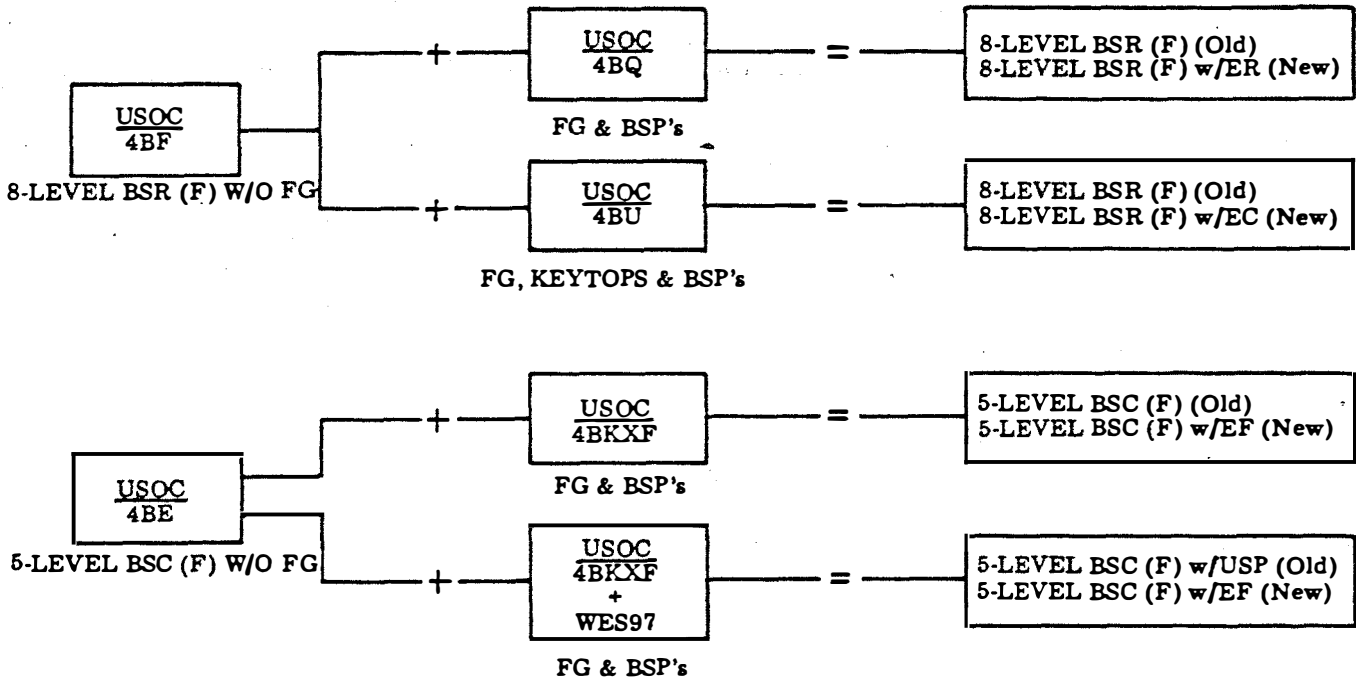 USOC
4BF
8-LEVEL BSR (F) W/O FG
+
USOC
4BQ
FG & BSP's
=
8-LEVEL BSR (F) (Old)
8-LEVEL BSR (F) w/ER (New)
+
USOC
4BU
FG, KEYTOPS & BSP's
=
8-LEVEL BSR (F) (Old)
8-LEVEL BSR (F) w/EC (New)
USOC
4BE
5-LEVEL BSC (F) W/O FG
+
USOC
4BKXF
FG & BSP's
=
5-LEVEL BSC (F) (Old)
5-LEVEL BSC (F) w/EF (New)
+
USOC
4BKXF
+
WES97
FG & BSP's
=
5-LEVEL BSC (F) w/USP (Old)
5-LEVEL BSC (F) w/EF (New)